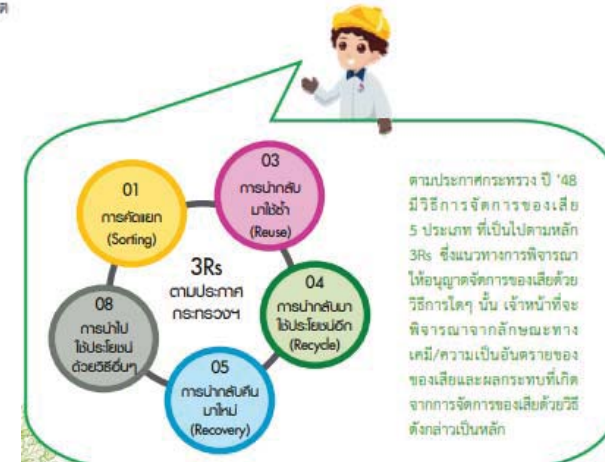 ต
01
การคัดแยก
(Sorting)
03
การนำกลับ
มาใช้ซ้ำ
(Reuse)
3Rs
ตามประกาศ
กระทรวงฯ
04
การนำกลับมา
ใช้ประโยชน์อีก
(Recycle)
08
การนำไป
ใช้ประโยชน์
ด้วยวิธีอื่นๆ
05
การนำกลับคืน
มาใหม่
(Recovery)
ตามประกาศกระทรวง ปี '48
มีวิธีการจัดการของเสีย
5 ประเภท ที่เป็นไปตามหลัก
3Rs ซึ่งแนวทางการพิจารณา
ให้อนุญาตจัดการของเสียด้วย
วิธีการใดๆ นั้น เจ้าหน้าที่จะ
พิจารณาจากลักษณะทาง
เคมี/ความเป็นอันตรายของ
ของเสียและผลกระทบที่เกิด
จากการจัดการของเสียด้วยวิธี
ดังกล่าวเป็นหลัก